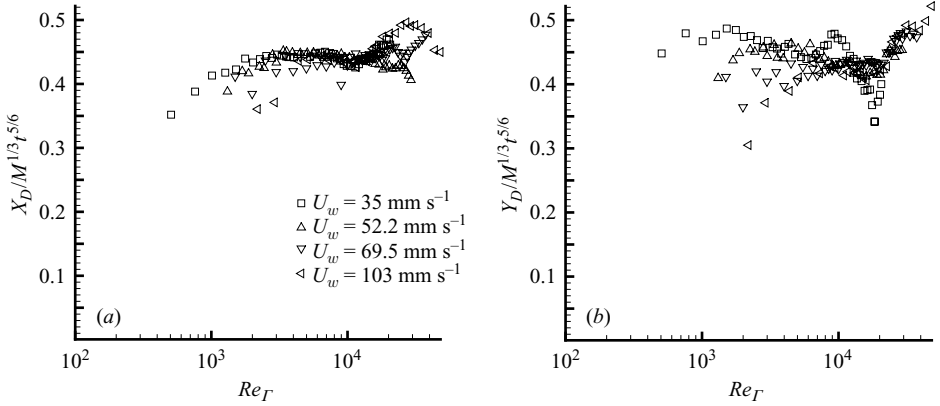 0.5
0.4
0.3
0.2
0.1
X_D/M^{1/3}t^{5/6}
□ U_w = 35 mm s^{–1}
△ U_w = 52.2 mm s^{–1}
▽ U_w = 69.5 mm s^{–1}
◁ U_w = 103 mm s^{–1}
(a)
10^2 10^3 10^4
Re_Γ
0.5
0.4
0.3
0.2
0.1
Y_D/M^{1/3}t^{5/6}
(b)
10^2 10^3 10^4
Re_Γ